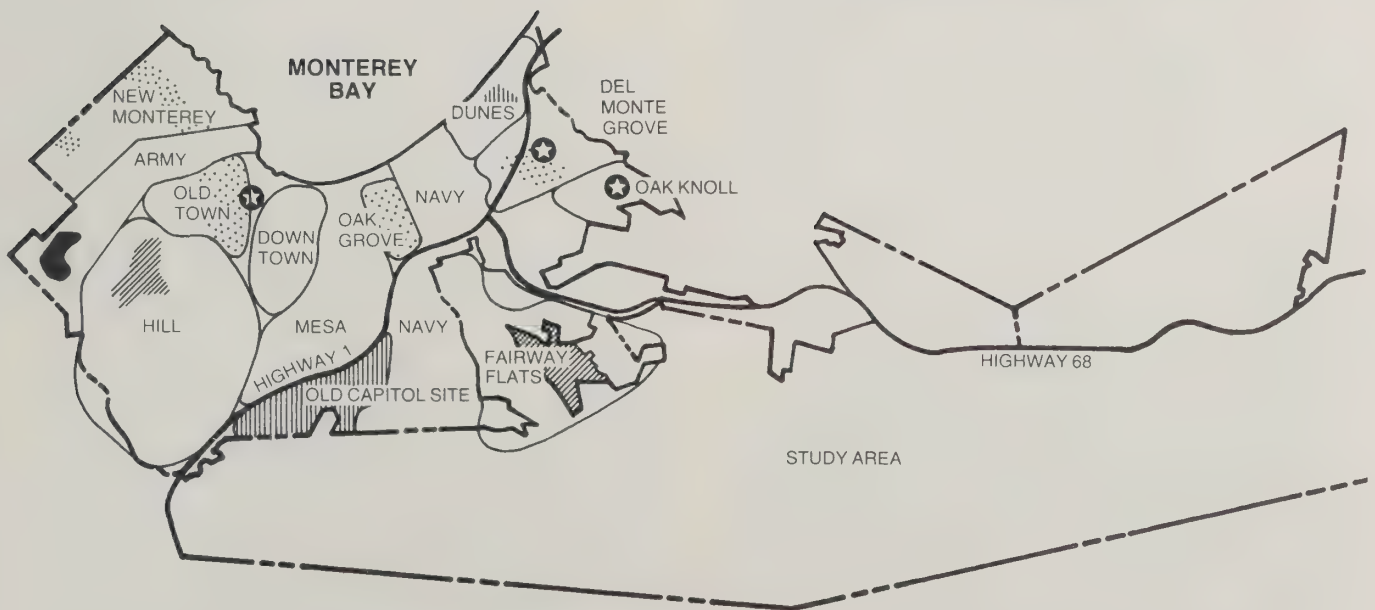 MONTEREY
BAY
NEW
MONTEREY
ARMY
OLD
TOWN
DOWN
TOWN
OAK
GROVE
NAVY
DUNES
DEL
MONTE
GROVE
OAK KNOLL
HILL
MESA
NAVY
HIGHWAY 1
OLD CAPITOL SITE
FAIRWAY
FLATS
HIGHWAY 68
STUDY AREA